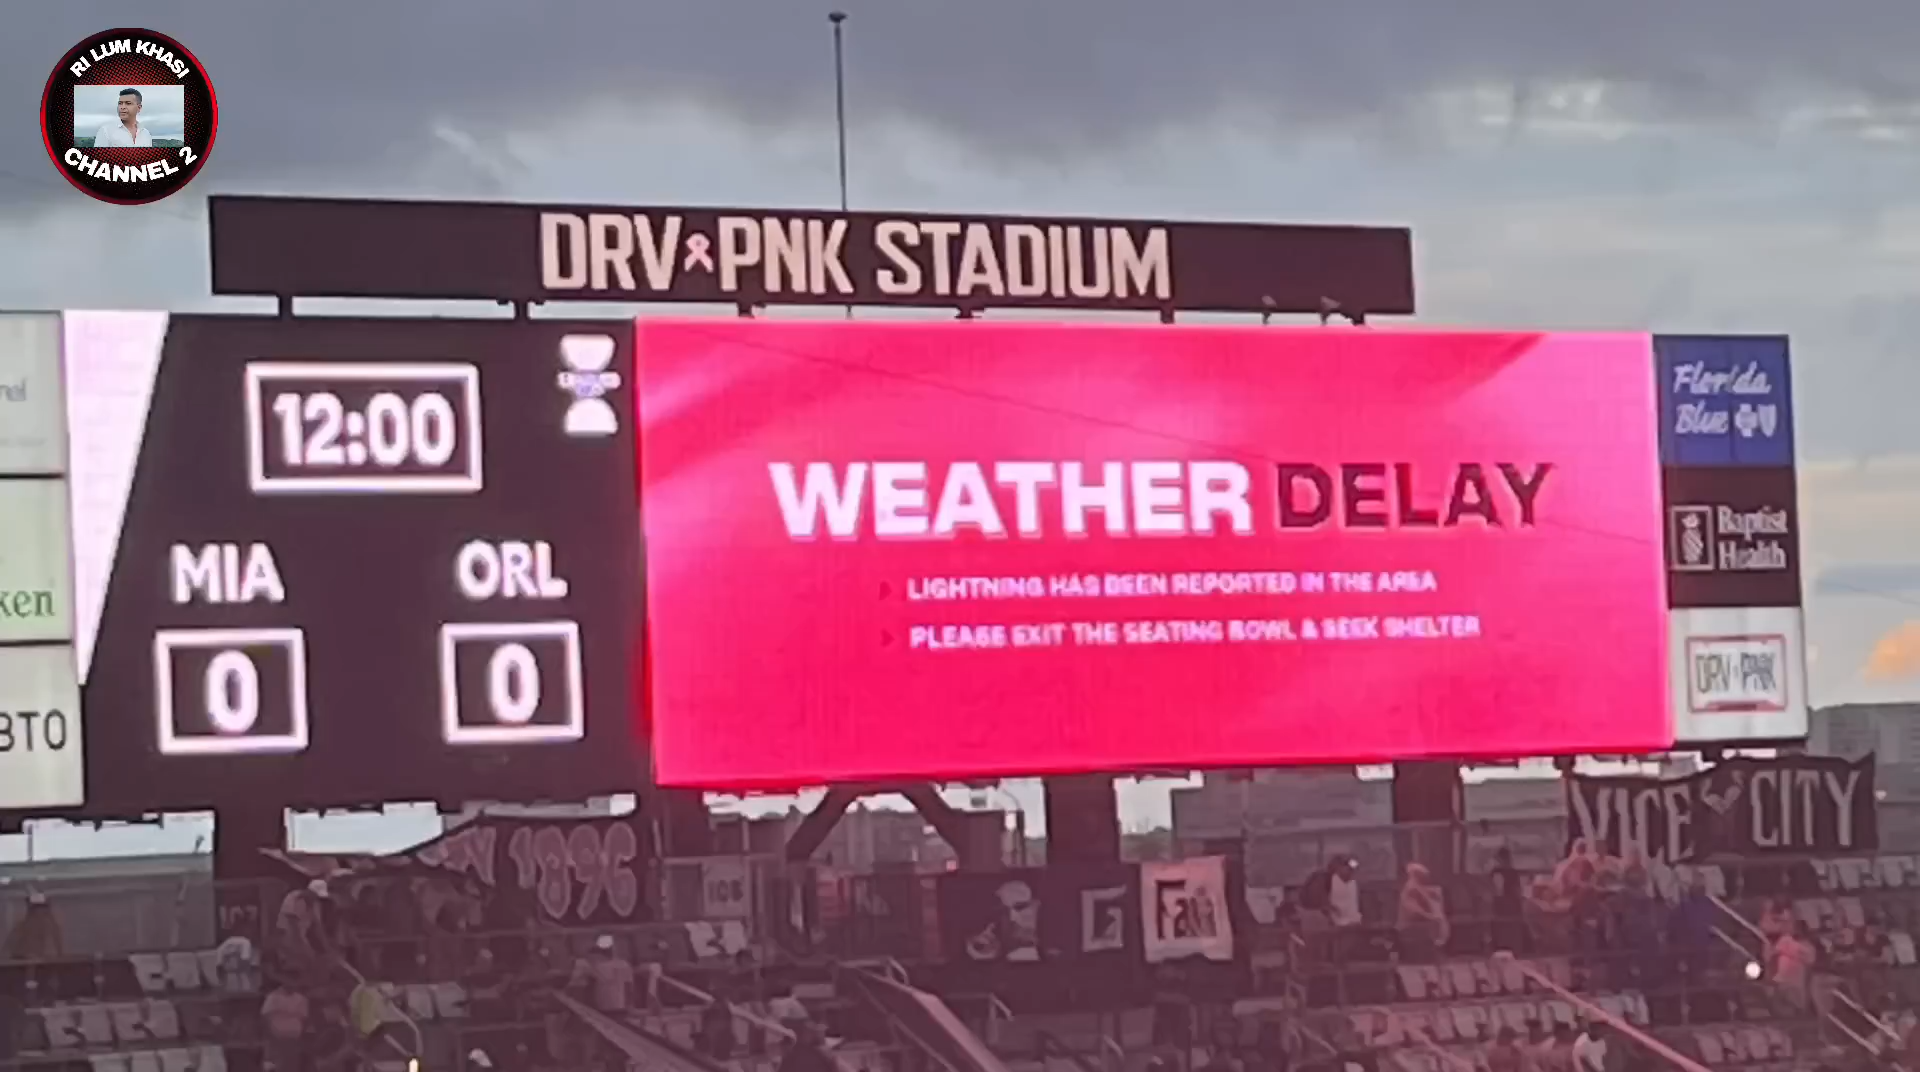 RI LUM KHASI
CHANNEL 2
DRV PNK STADIUM
12:00
MIA
ORL
0
0
WEATHER DELAY
LIGHTNING HAS BEEN REPORTED IN THE AREA
PLEASE EXIT THE SEATING BOWL & SEEK SHELTER
Florida
Blue
Baptist
Health
DRV PNK
BTO
VICE CITY
1896